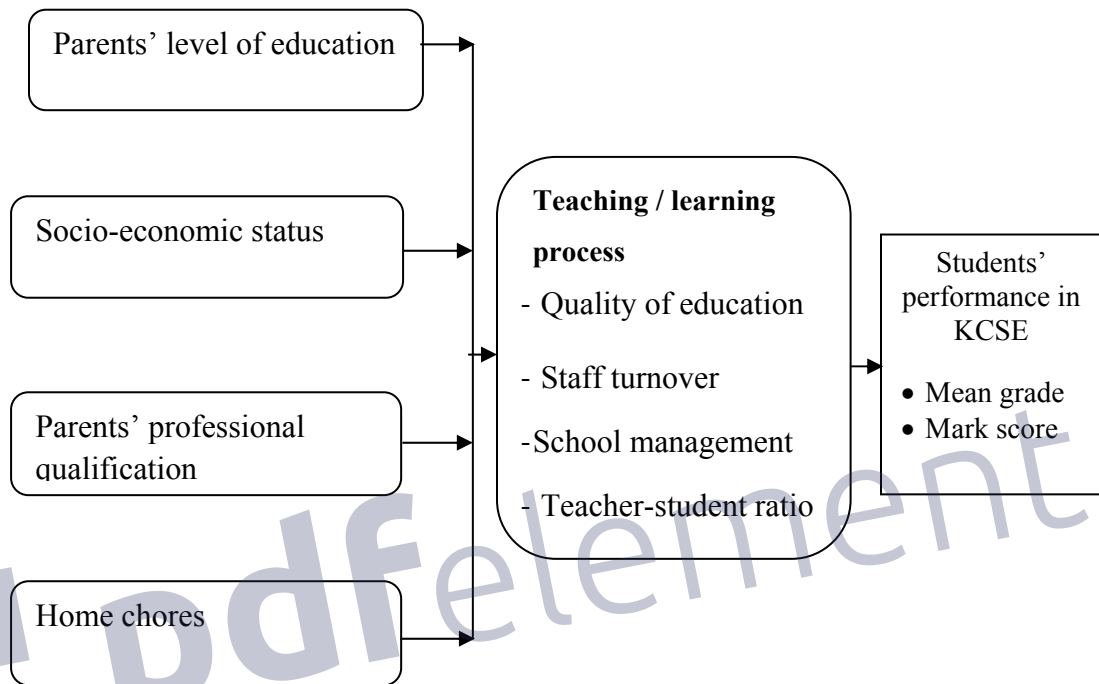 Parents’ level of education
Socio-economic status
Parents’ professional
qualification
Home chores
Teaching / learning
process
- Quality of education
- Staff turnover
-School management
- Teacher-student ratio
Students’
performance in
KCSE
• Mean grade
• Mark score
pdfelement